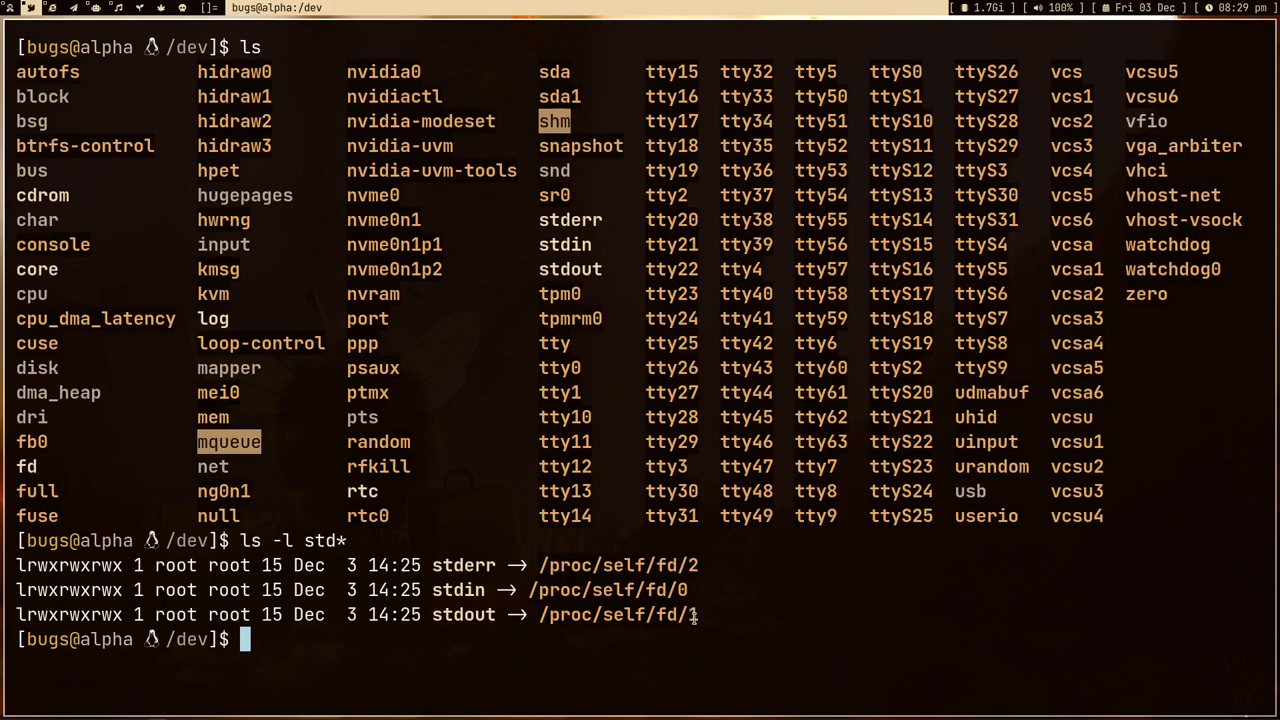 []= bugs@alpha:/dev [ 1.7Gi ] [ 100% ] [ Fri 03 Dec ] [ 08:29 pm ]
[bugs@alpha /dev]$ ls
autofs hidraw0 nvidia0 sda tty15 tty32 tty5 ttyS0 ttyS26 vcs vcsu5
block hidraw1 nvidiactl sda1 tty16 tty33 tty50 ttyS1 ttyS27 vcs1 vcsu6
bsg hidraw2 nvidia-modeset shm tty17 tty34 tty51 ttyS10 ttyS28 vcs2 vfio
btrfs-control hidraw3 nvidia-uvm snapshot tty18 tty35 tty52 ttyS11 ttyS29 vcs3 vga_arbiter
bus hpet nvidia-uvm-tools snd tty19 tty36 tty53 ttyS12 ttyS3 vcs4 vhci
cdrom hugepages nvme0 sr0 tty2 tty37 tty54 ttyS13 ttyS30 vcs5 vhost-net
char hwrng nvme0n1 stderr tty20 tty38 tty55 ttyS14 ttyS31 vcs6 vhost-vsock
console input nvme0n1p1 stdin tty21 tty39 tty56 ttyS15 ttyS4 vcsa watchdog
core kmsg nvme0n1p2 stdout tty22 tty4 tty57 ttyS16 ttyS5 vcsa1 watchdog0
cpu kvm nvram tpm0 tty23 tty40 tty58 ttyS17 ttyS6 vcsa2 zero
cpu_dma_latency log port tpmrm0 tty24 tty41 tty59 ttyS18 ttyS7 vcsa3
cuse loop-control ppp tty tty25 tty42 tty6 ttyS19 ttyS8 vcsa4
disk mapper psaux tty0 tty26 tty43 tty60 ttyS2 ttyS9 vcsa5
dma_heap mei0 ptmx tty1 tty27 tty44 tty61 ttyS20 udmabuf vcsa6
dri mem pts tty10 tty28 tty45 tty62 ttyS21 uhid vcsu
fb0 mqueue random tty11 tty29 tty46 tty63 ttyS22 uinput vcsu1
fd net rfkill tty12 tty3 tty47 tty7 ttyS23 urandom vcsu2
full ng0n1 rtc tty13 tty30 tty48 tty8 ttyS24 usb vcsu3
fuse null rtc0 tty14 tty31 tty49 tty9 ttyS25 userio vcsu4
[bugs@alpha /dev]$ ls -l std*
lrwxrwxrwx 1 root root 15 Dec 3 14:25 stderr -> /proc/self/fd/2
lrwxrwxrwx 1 root root 15 Dec 3 14:25 stdin -> /proc/self/fd/0
lrwxrwxrwx 1 root root 15 Dec 3 14:25 stdout -> /proc/self/fd/1
[bugs@alpha /dev]$